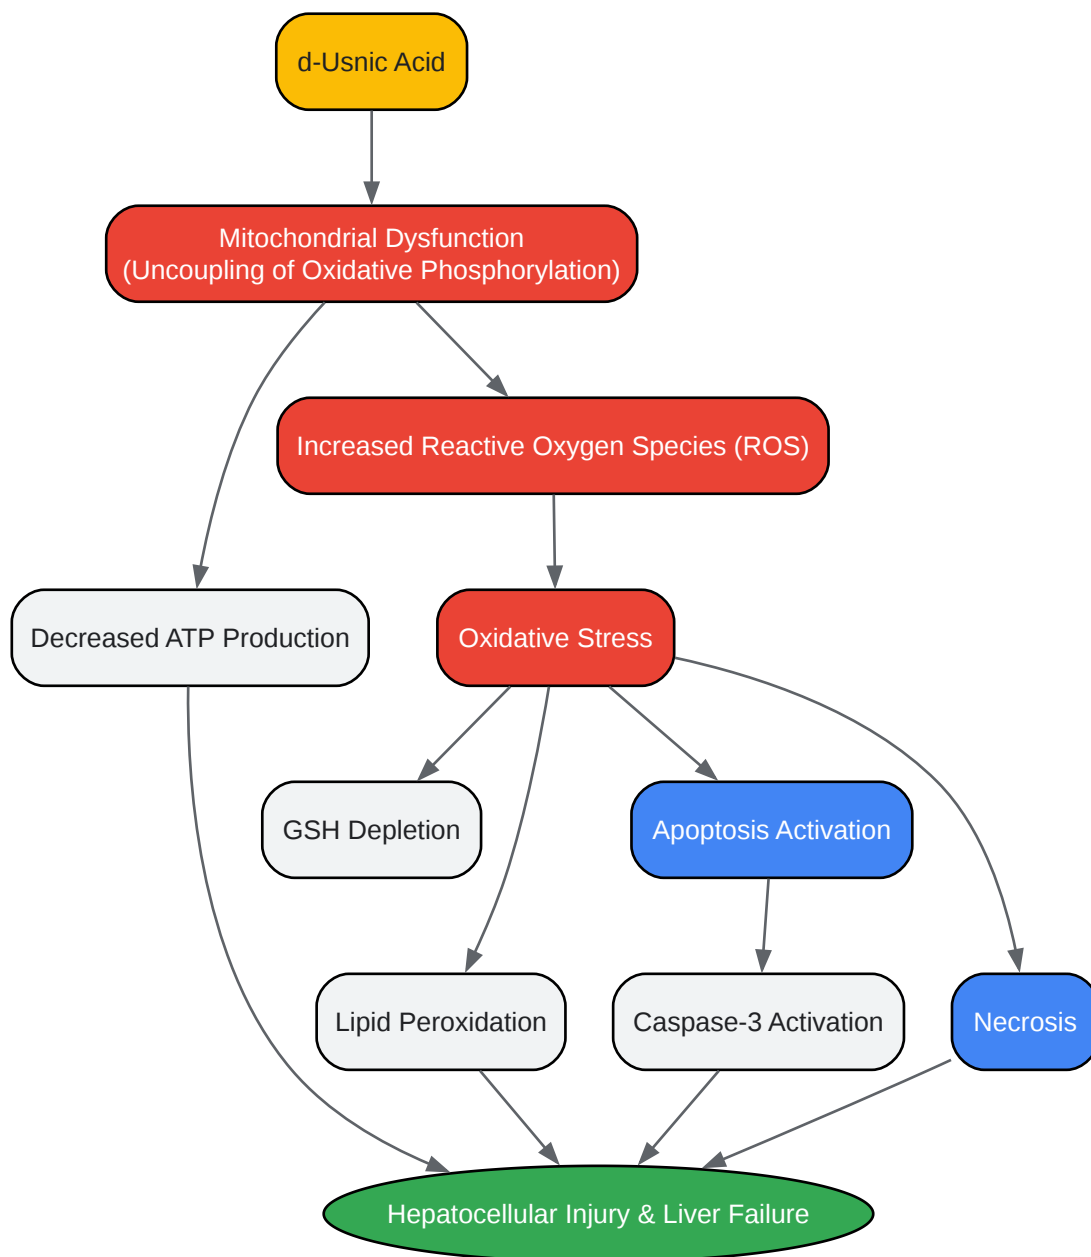 d-Usnic Acid
Mitochondrial Dysfunction
(Uncoupling of Oxidative Phosphorylation)
Increased Reactive Oxygen Species (ROS)
Decreased ATP Production
Oxidative Stress
GSH Depletion
Apoptosis Activation
Lipid Peroxidation
Caspase-3 Activation
Necrosis
Hepatocellular Injury & Liver Failure